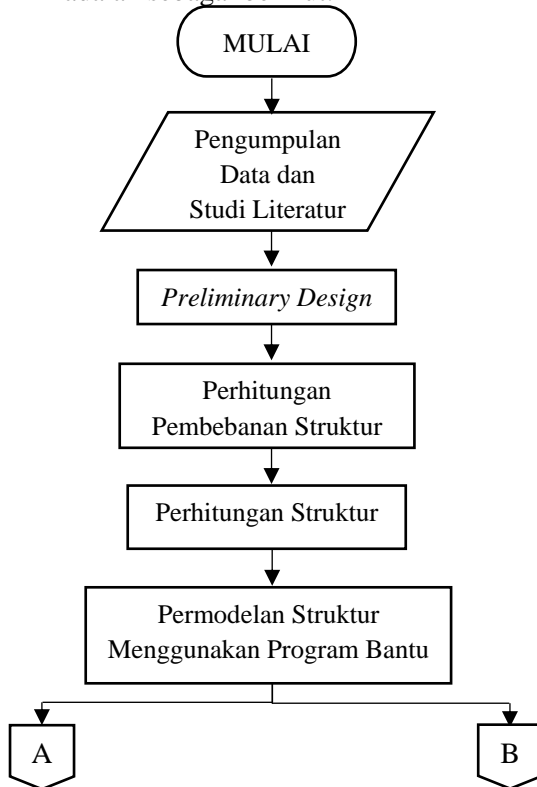 MULAI
Pengumpulan
Data dan
Studi Literatur
Preliminary Design
Perhitungan
Pembebanan Struktur
Perhitungan Struktur
Permodelan Struktur
Menggunakan Program Bantu
A
B